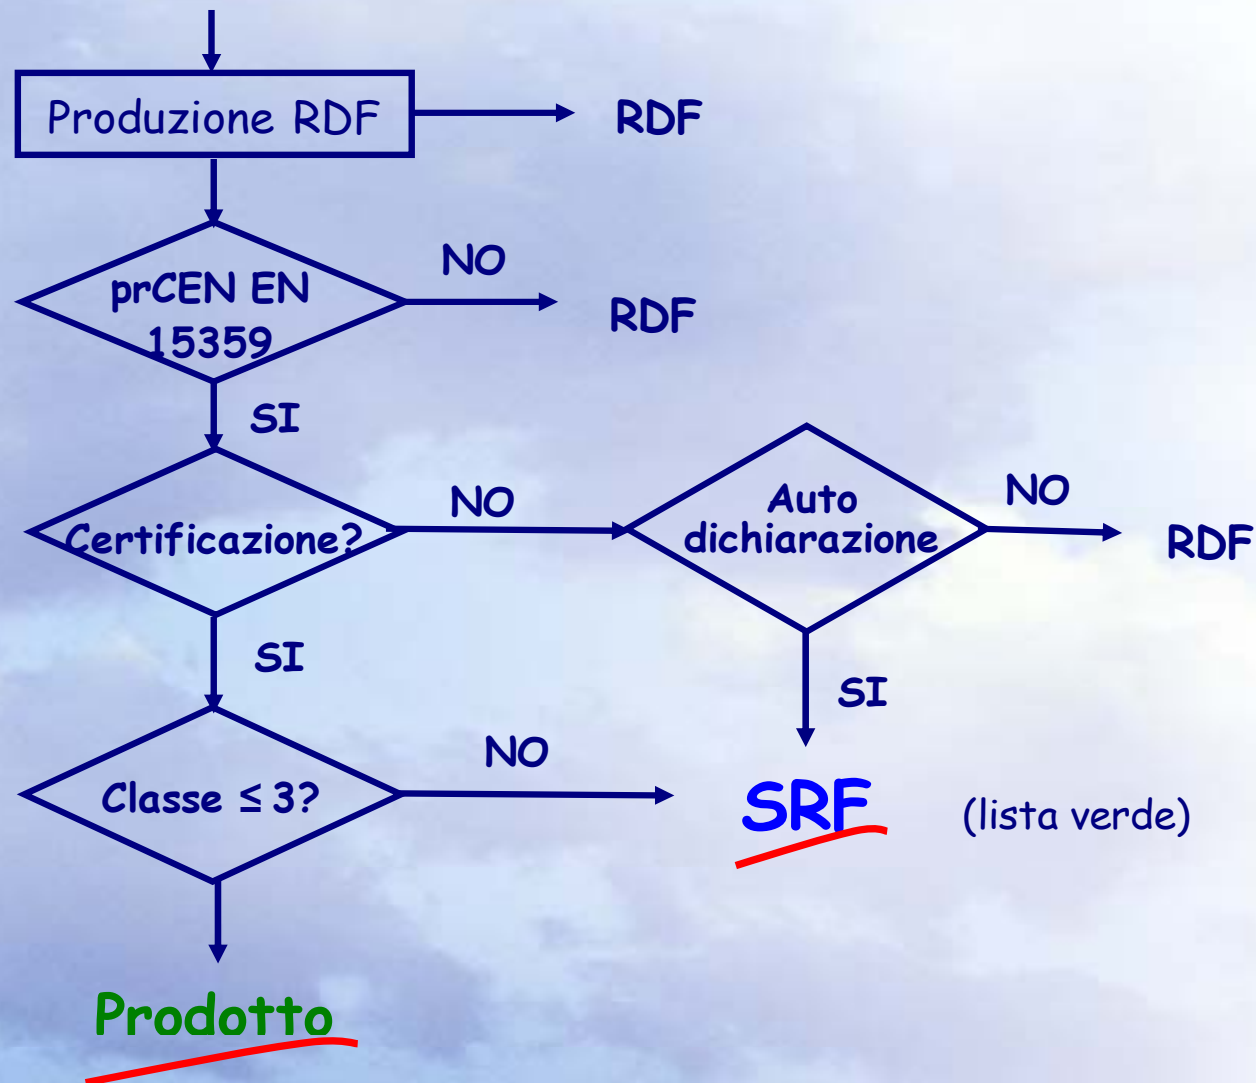 Produzione RDF
RDF
NO
prCEN EN
15359
RDF
SI
NO
Certificazione?
Auto
dichiarazione
NO
RDF
SI
SI
NO
Classe ≤ 3?
SRF
(lista verde)
Prodotto